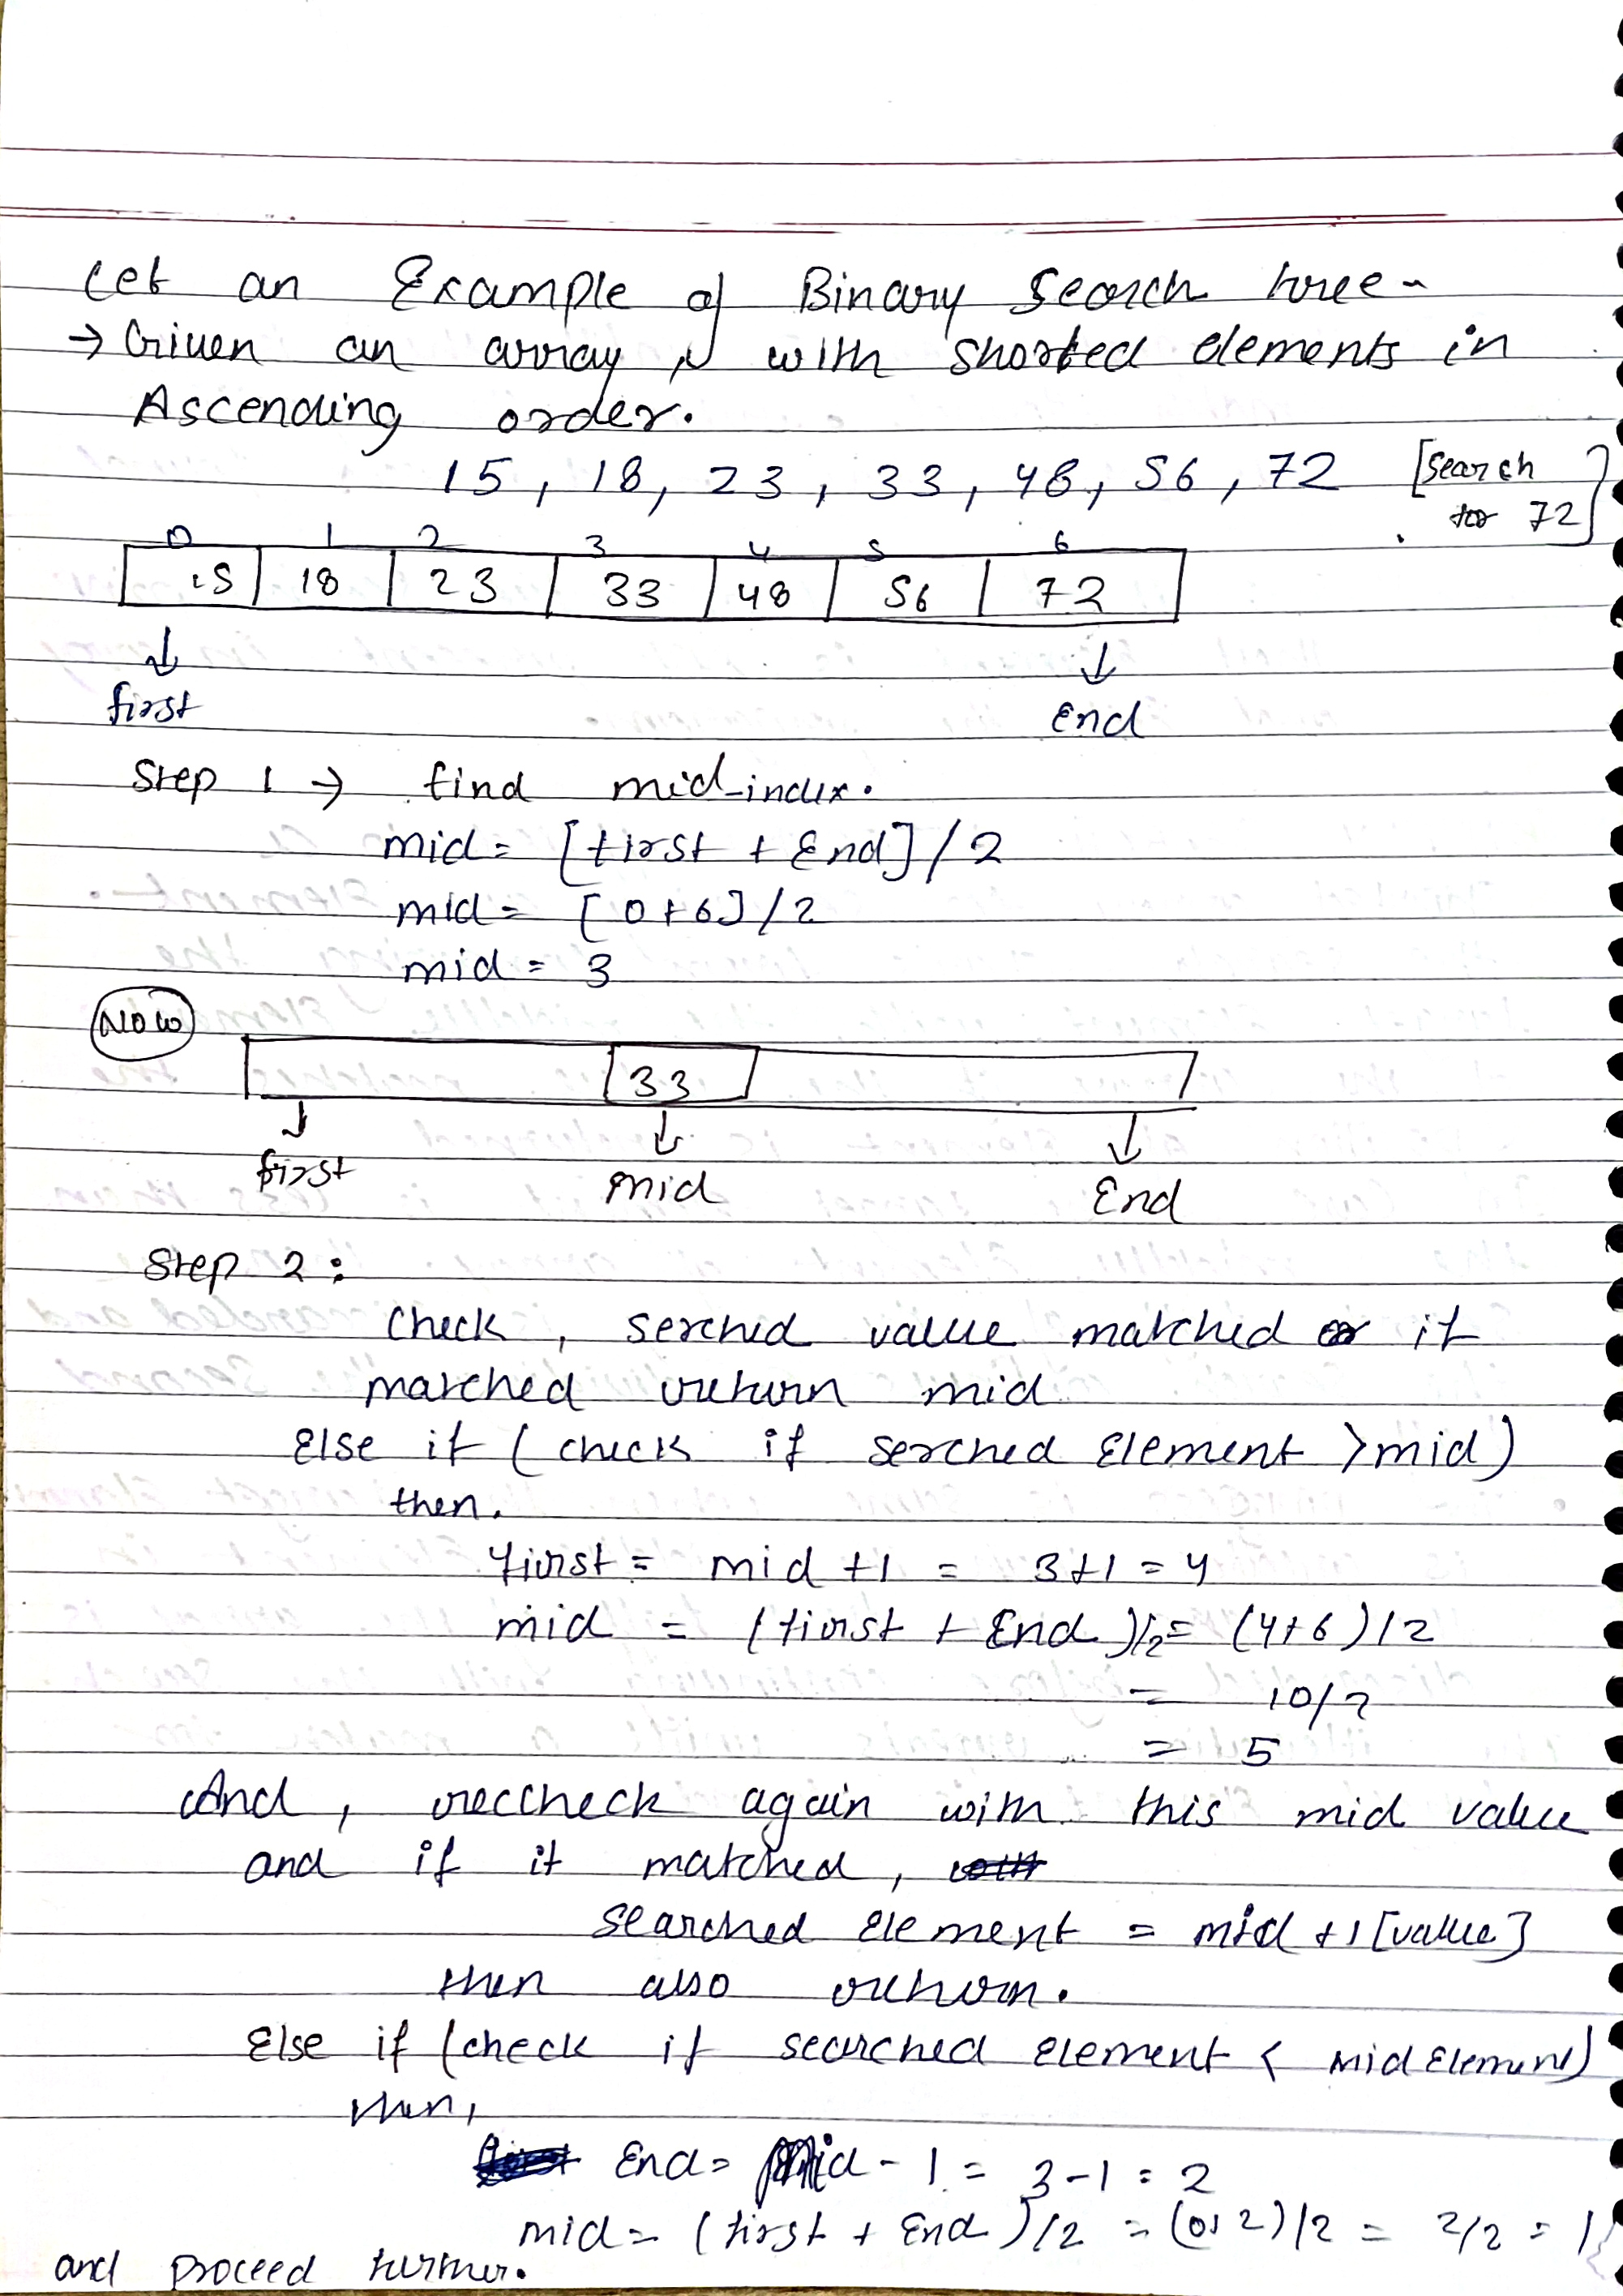 Let an Example of Binary Search tree -
→ Given an array, with shorted elements in
Ascending order.
15, 18, 23, 33, 48, 56, 72 [search for 72]
0 1 2 3 4 5 6
15 18 23 33 48 56 72
↓ ↓
first End
Step 1 → find mid-index.
mid = [first + End]/2
mid = [0+6]/2
mid = 3
Now
33
↓ ↓ ↓
first mid End
Step 2 :
Check, serched value matched or if
matched return mid
Else if (check if serched Element > mid)
then,
first = mid +1 = 3+1 = 4
mid = (first + End)/2 = (4+6)/2
= 10/2
= 5
And, reccheck again with this mid value
and if it matched,
Searched Element = mid +1 [value]
then also return.
Else if (check if searched element < mid Element)
then,
End = Mid - 1 = 3-1 = 2
mid = (first + End)/2 = (0+2)/2 = 2/2 = 1
and proceed further.